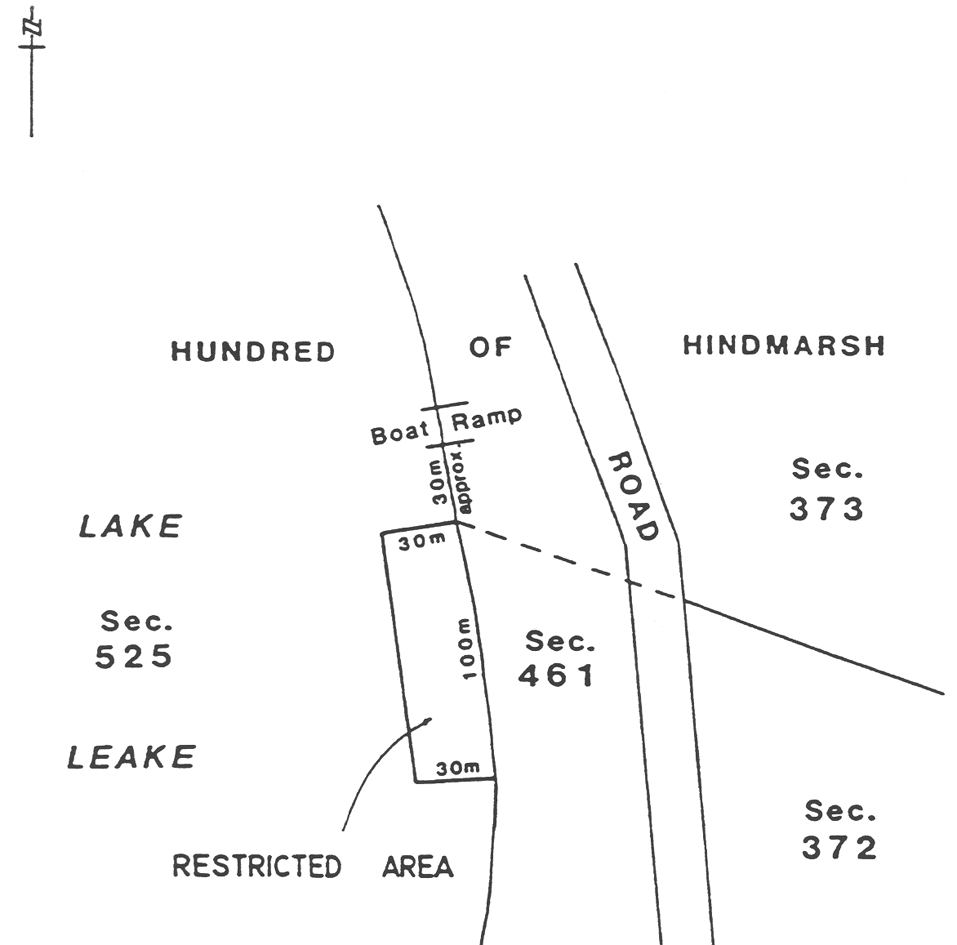 N
HUNDRED OF HINDMARSH
Boat Ramp
30m
approx.
ROAD
Sec.
373
LAKE
30m
Sec.
525
100m
Sec.
461
LEAKE
30m
Sec.
372
RESTRICTED AREA